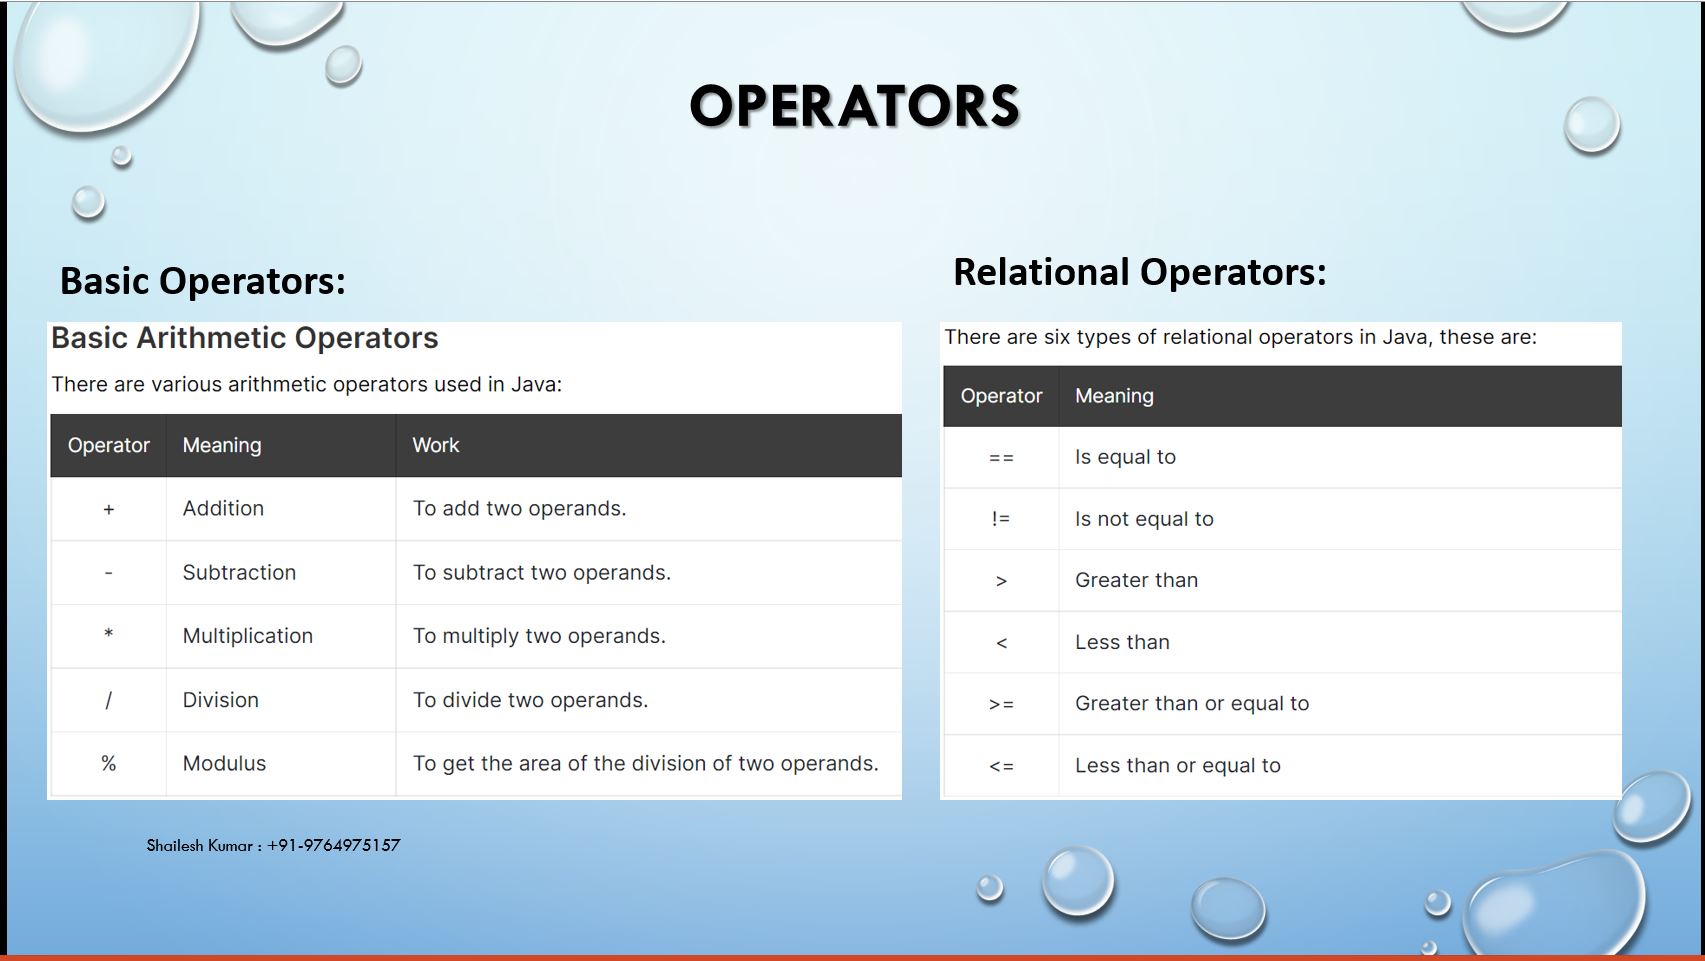 OPERATORS
Basic Operators:
Basic Arithmetic Operators
There are various arithmetic operators used in Java:
Operator Meaning Work
+ Addition To add two operands.
- Subtraction To subtract two operands.
* Multiplication To multiply two operands.
/ Division To divide two operands.
% Modulus To get the area of the division of two operands.
Relational Operators:
There are six types of relational operators in Java, these are:
Operator Meaning
== Is equal to
!= Is not equal to
> Greater than
< Less than
>= Greater than or equal to
<= Less than or equal to
Shailesh Kumar : +91-9764975157